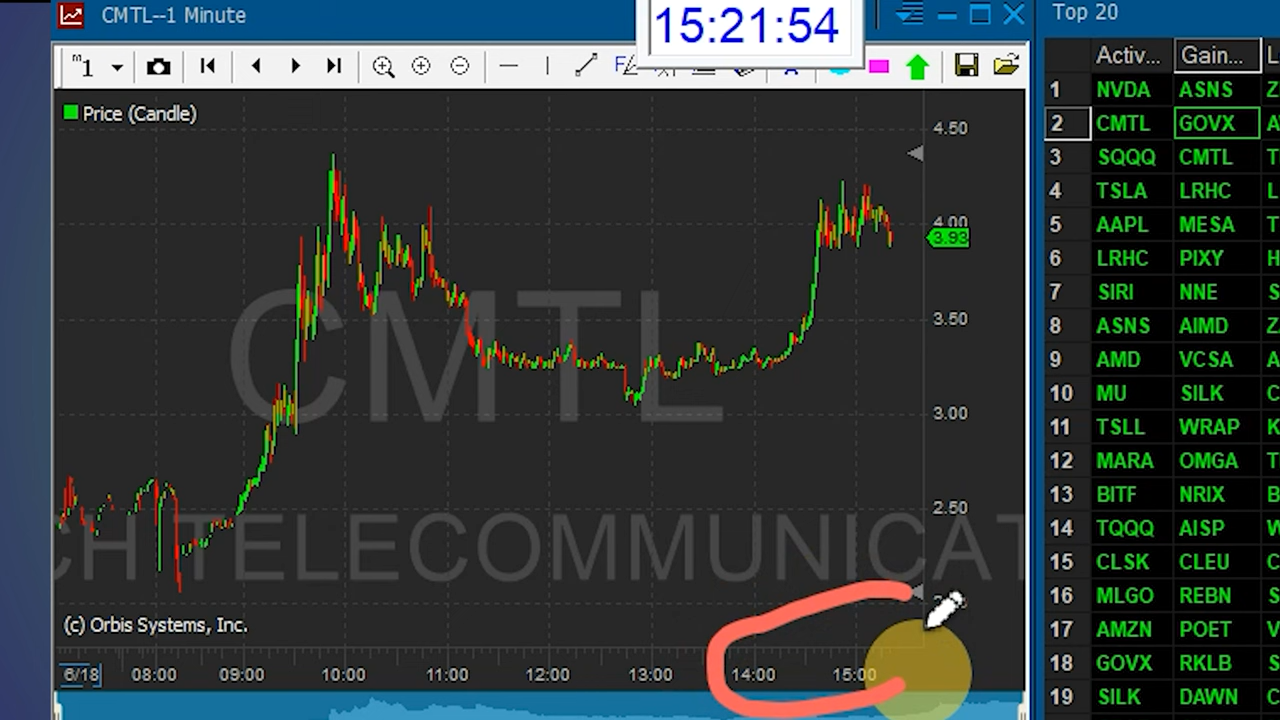 CMTL--1 Minute
15:21:54
Top 20
m1
Activ... Gain... L
Price (Candle)
4.50
4.00
3.93
3.50
3.00
2.50
CMTL
CH TELECOMMUNICAT
(c) Orbis Systems, Inc.
6/18 08:00 09:00 10:00 11:00 12:00 13:00 14:00 15:00
1 NVDA ASNS Z
2 CMTL GOVX A
3 SQQQ CMTL T
4 TSLA LRHC L
5 AAPL MESA T
6 LRHC PIXY H
7 SIRI NNE S
8 ASNS AIMD Z
9 AMD VCSA A
10 MU SILK C
11 TSLL WRAP K
12 MARA OMGA T
13 BITF NRIX B
14 TQQQ AISP W
15 CLSK CLEU C
16 MLGO REBN S
17 AMZN POET V
18 GOVX RKLB S
19 SILK DAWN C